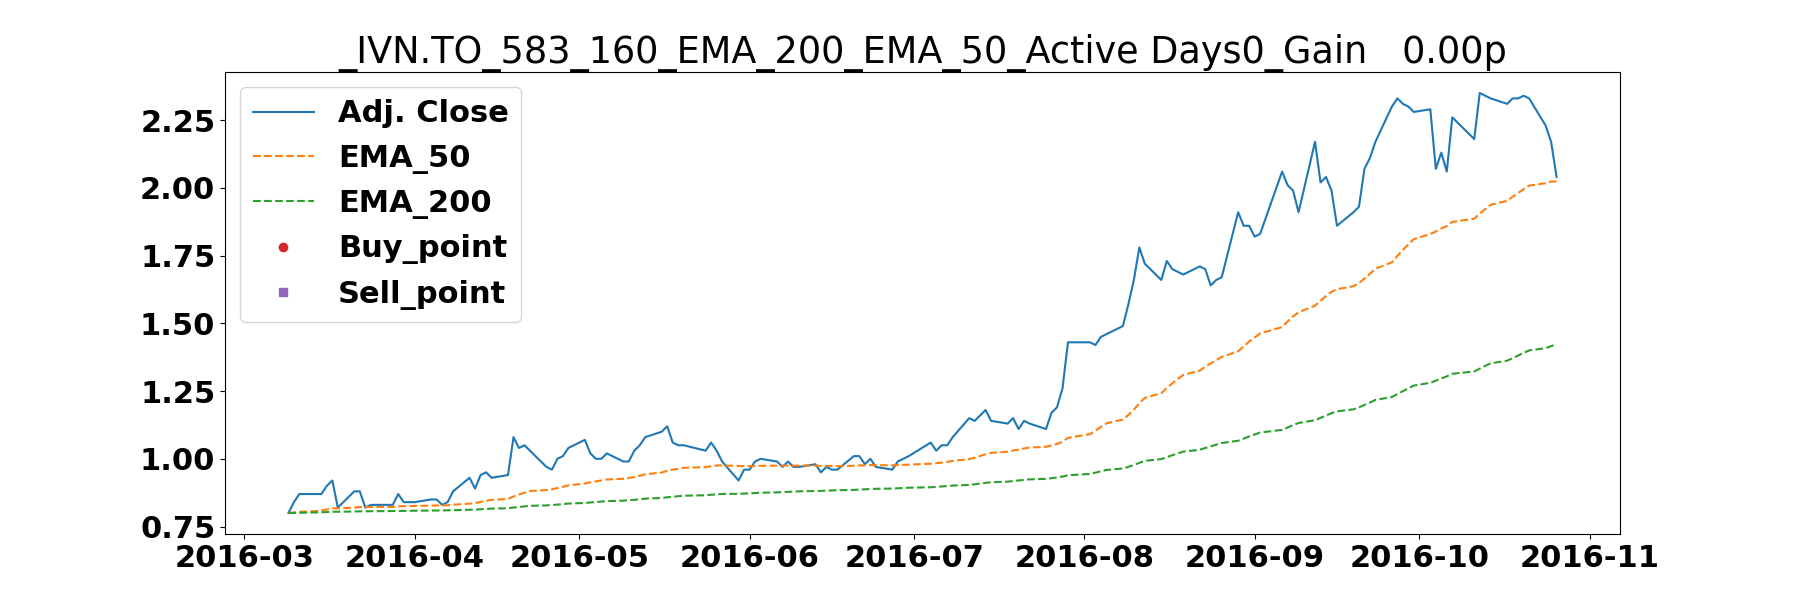 _IVN.TO_583_160_EMA_200_EMA_50_Active Days0_Gain   0.00p
Adj. Close
EMA_50
EMA_200
Buy_point
Sell_point
2.25
2.00
1.75
1.50
1.25
1.00
0.75
2016-03 2016-04 2016-05 2016-06 2016-07 2016-08 2016-09 2016-10 2016-11